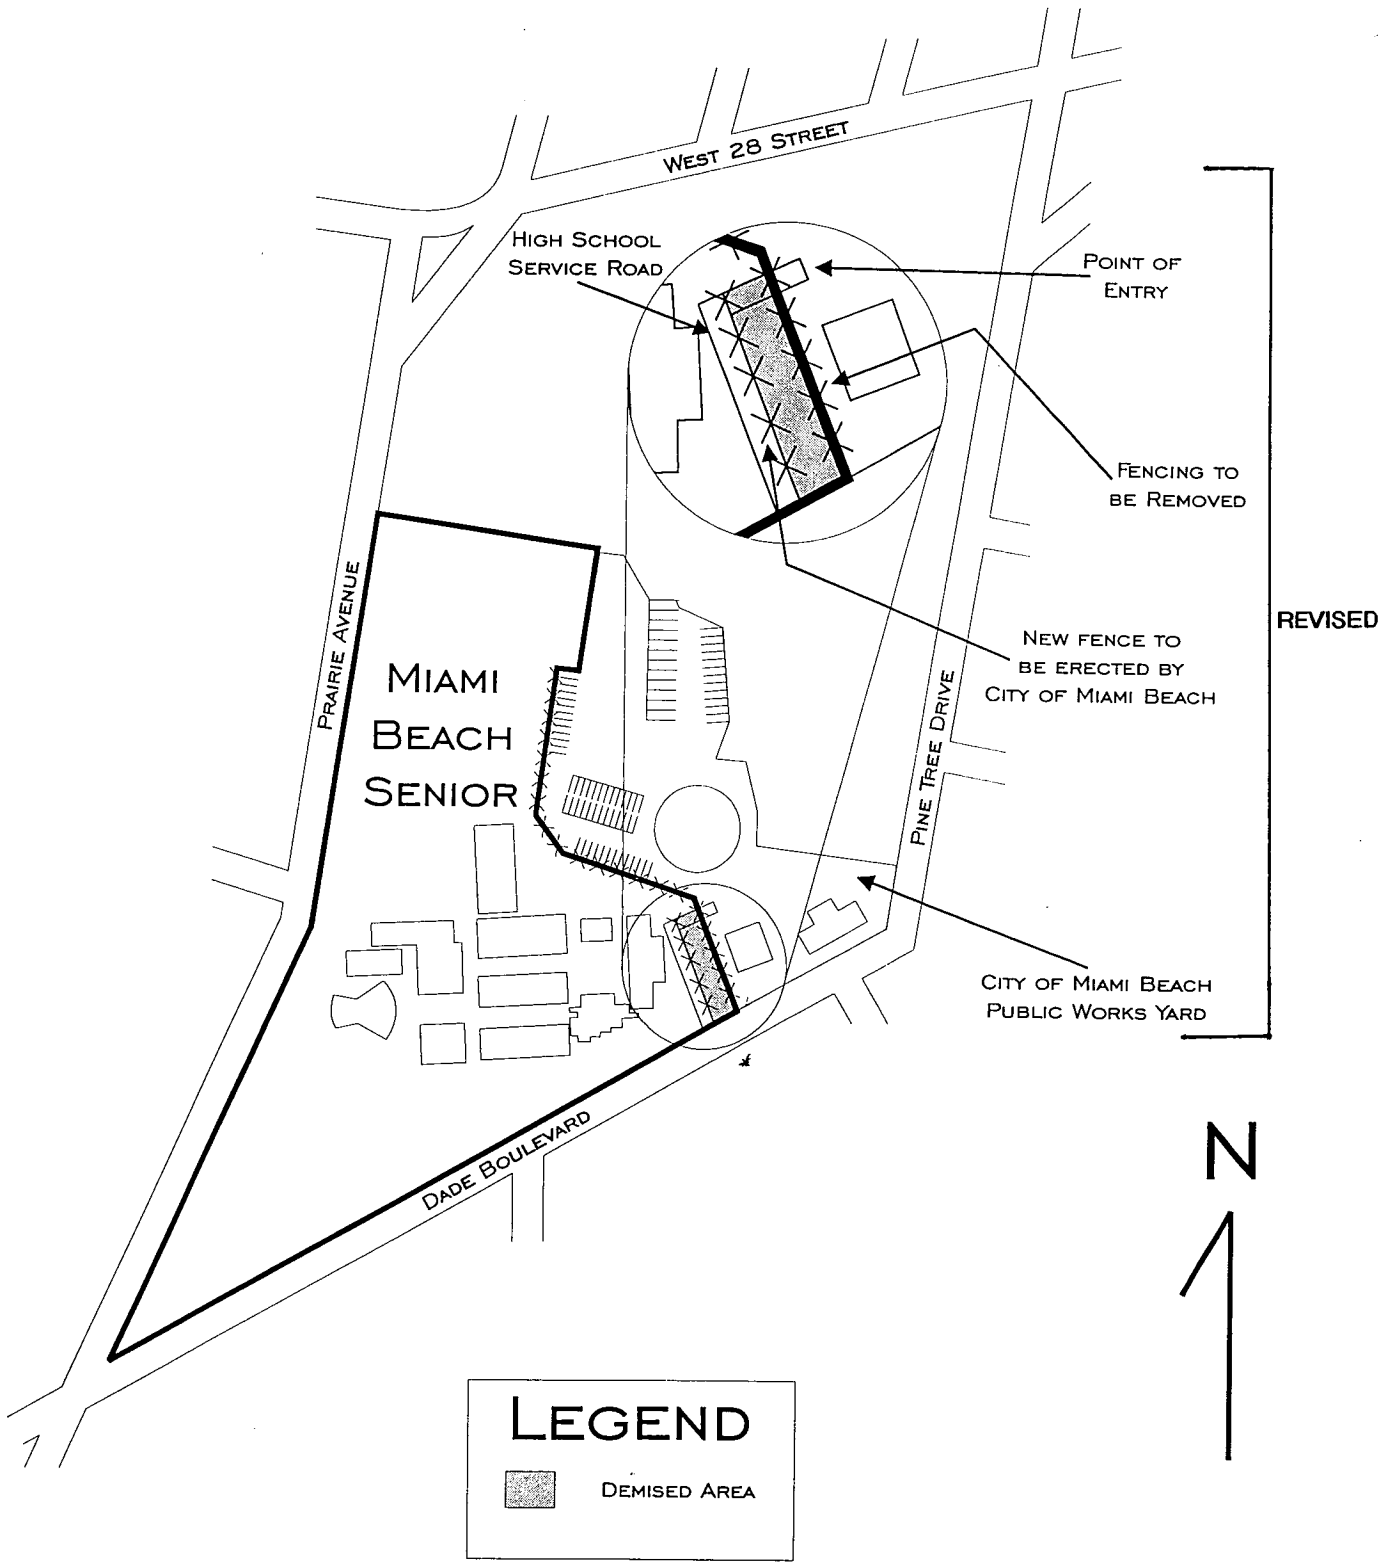 WEST 28 STREET
HIGH SCHOOL
SERVICE ROAD
POINT OF
ENTRY
FENCING TO
BE REMOVED
REVISED
NEW FENCE TO
BE ERECTED BY
CITY OF MIAMI BEACH
PRAIRIE AVENUE
MIAMI
BEACH
SENIOR
PINE TREE DRIVE
CITY OF MIAMI BEACH
PUBLIC WORKS YARD
DADE BOULEVARD
N
LEGEND
DEMISED AREA